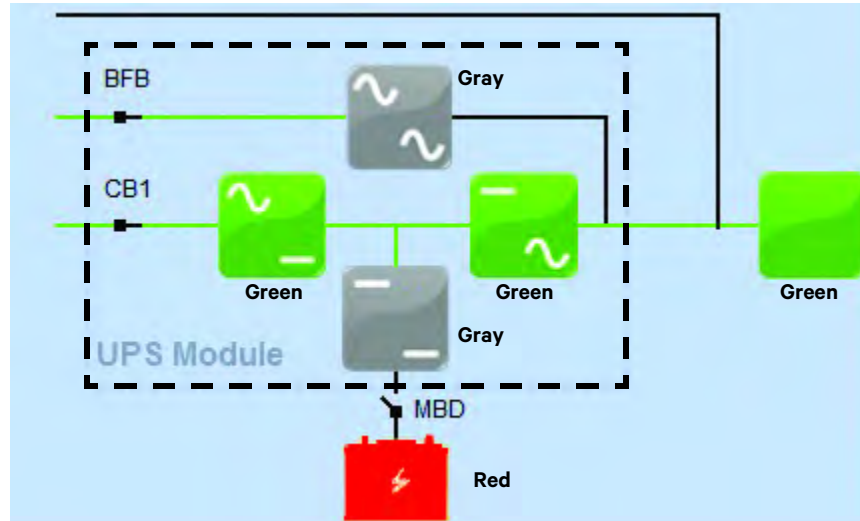 BFB
Gray
CB1
Green
Green
Green
Gray
UPS Module
MBD
Red